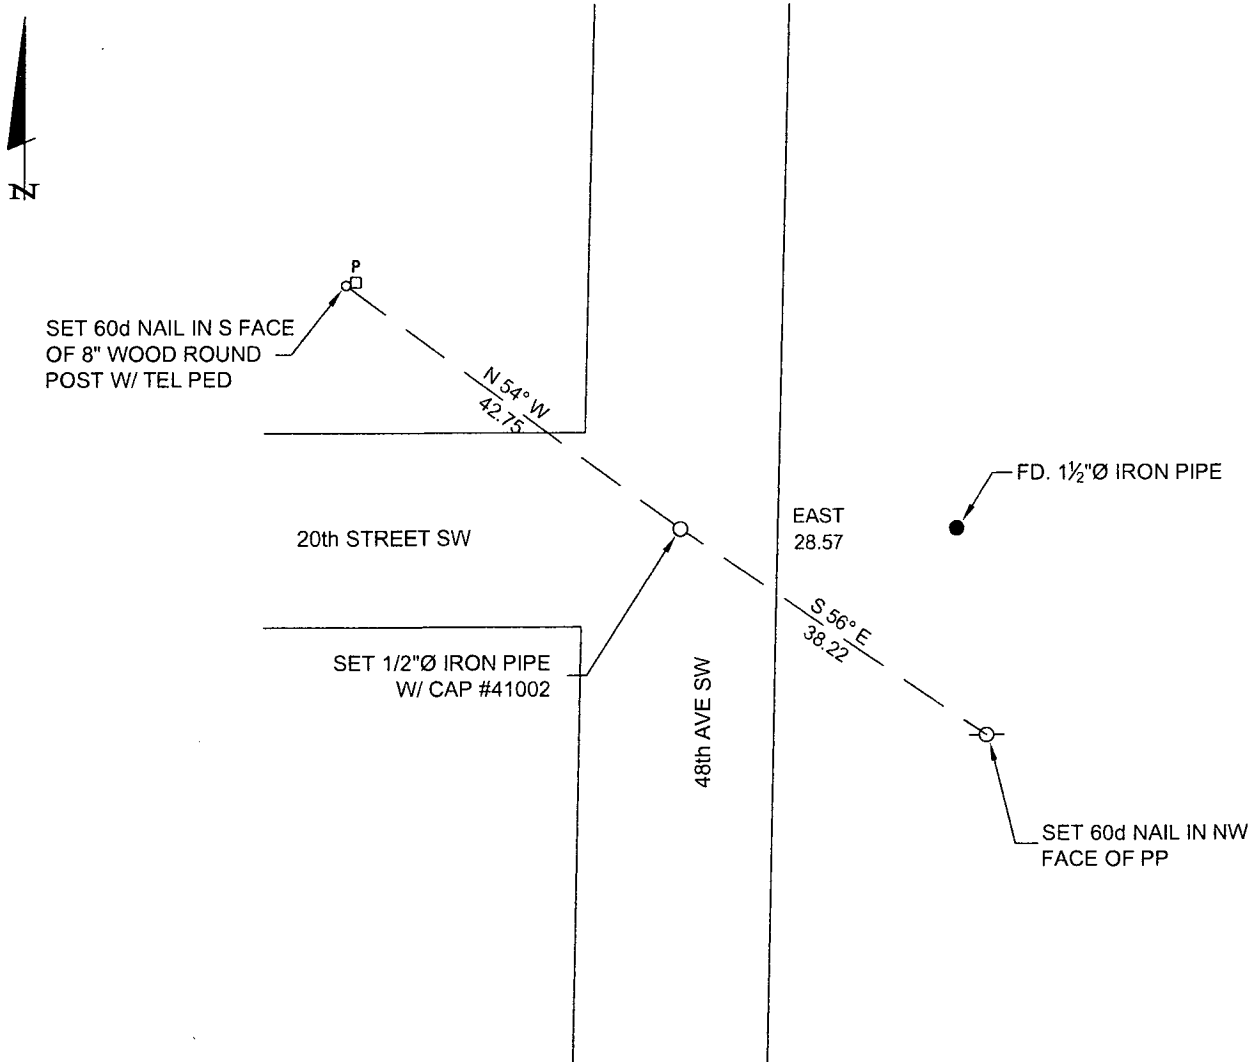 N
P
SET 60d NAIL IN S FACE
OF 8" WOOD ROUND
POST W/ TEL PED
N 54° W
42.75
FD. 1½"Ø IRON PIPE
EAST
28.57
20th STREET SW
S 56° E
38.22
SET 1/2"Ø IRON PIPE
W/ CAP #41002
48th AVE SW
SET 60d NAIL IN NW
FACE OF PP